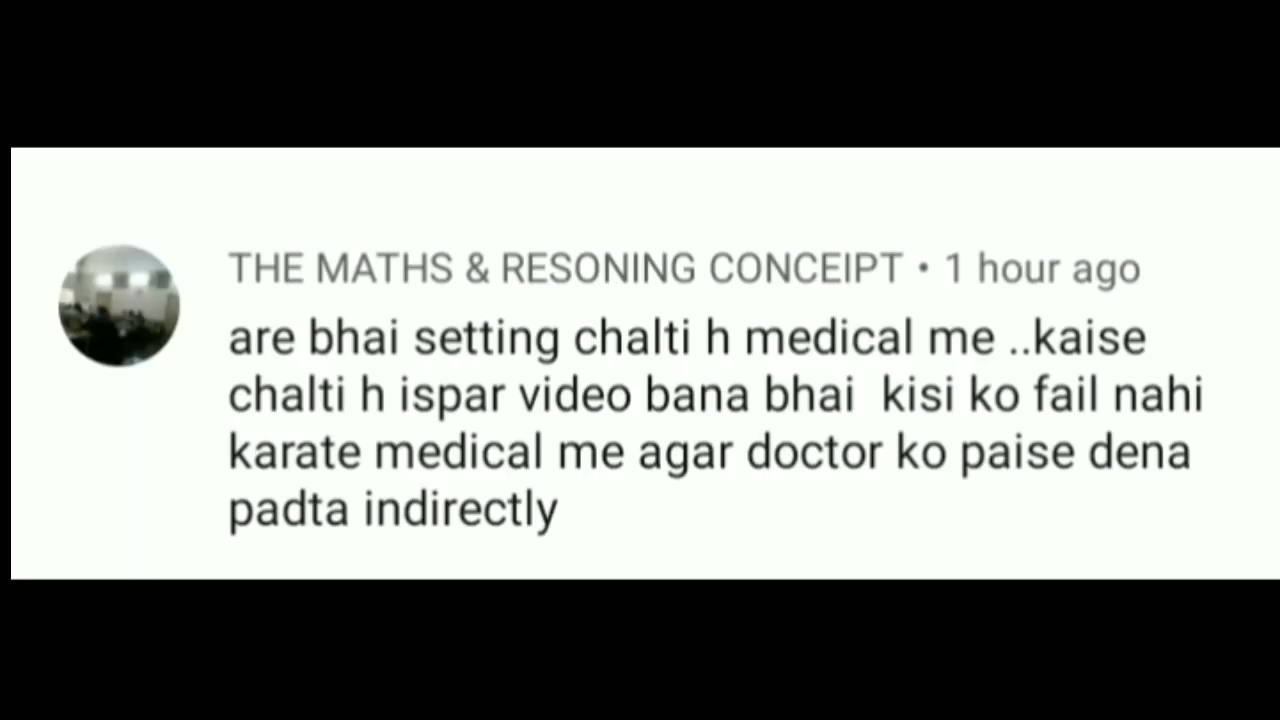 THE MATHS & RESONING CONCEIPT • 1 hour ago
are bhai setting chalti h medical me ..kaise
chalti h ispar video bana bhai kisi ko fail nahi
karate medical me agar doctor ko paise dena
padta indirectly